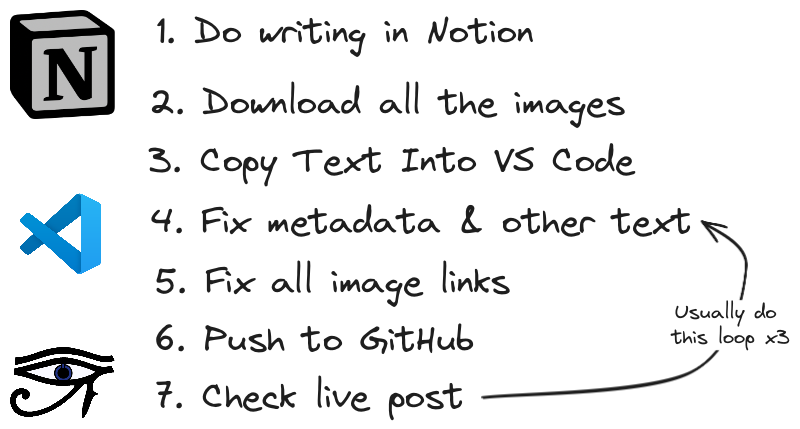 N
1. Do writing in Notion
2. Download all the images
3. Copy Text Into VS Code
4. Fix metadata & other text
5. Fix all image links
6. Push to GitHub
7. Check live post
Usually do
this loop x3